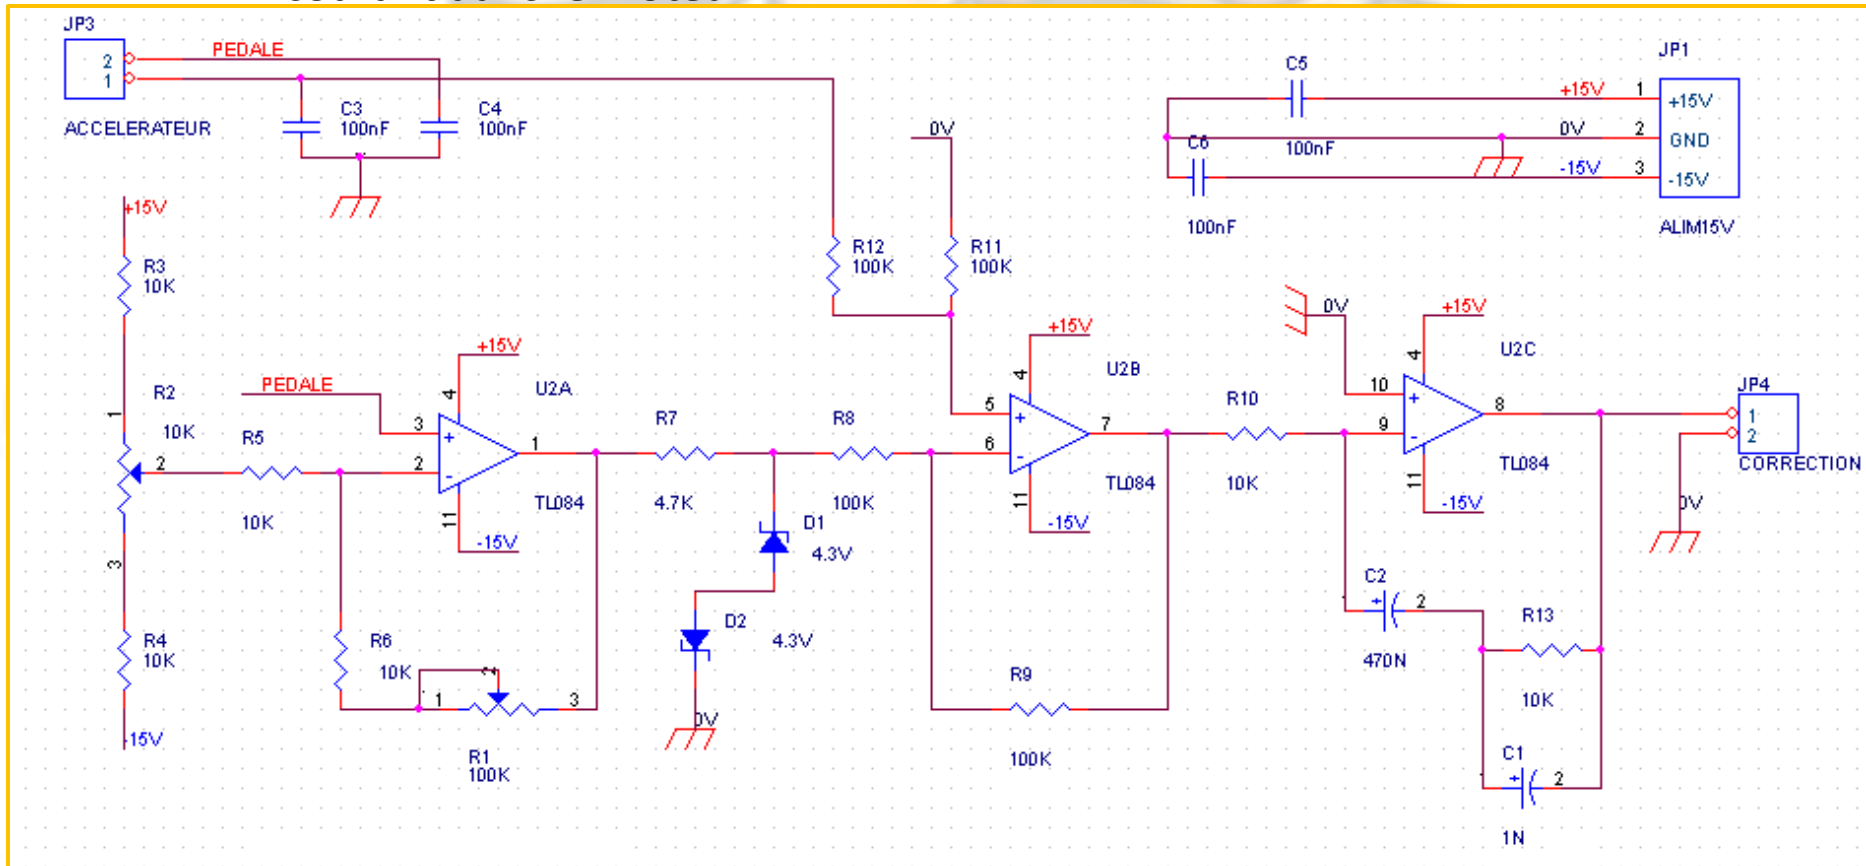 JP3
PEDALE
2
1
ACCELERATEUR
C3
100nF
C4
100nF
0V
C5
100nF
C6
100nF
JP1
+15V 1 +15V
0V 2 GND
-15V 3 -15V
ALIM15V
+15V
R3
10K
R12
100K
R11
100K
R2
10K
1
2
3
R4
10K
-15V
PEDALE
R5
10K
+15V
4
U2A
3
2
1
+
-
11
TL084
-15V
R6
10K
1
2
3
R1
100K
R7
4.7K
R8
100K
D1
4.3V
D2
4.3V
0V
+15V
4
U2B
5
6
7
+
-
11
TL084
-15V
R9
100K
R10
10K
0V
+15V
4
U2C
10
9
8
+
-
11
TL084
-15V
JP4
1
2
CORRECTION
0V
C2
+
2
470N
R13
10K
C1
+
2
1N